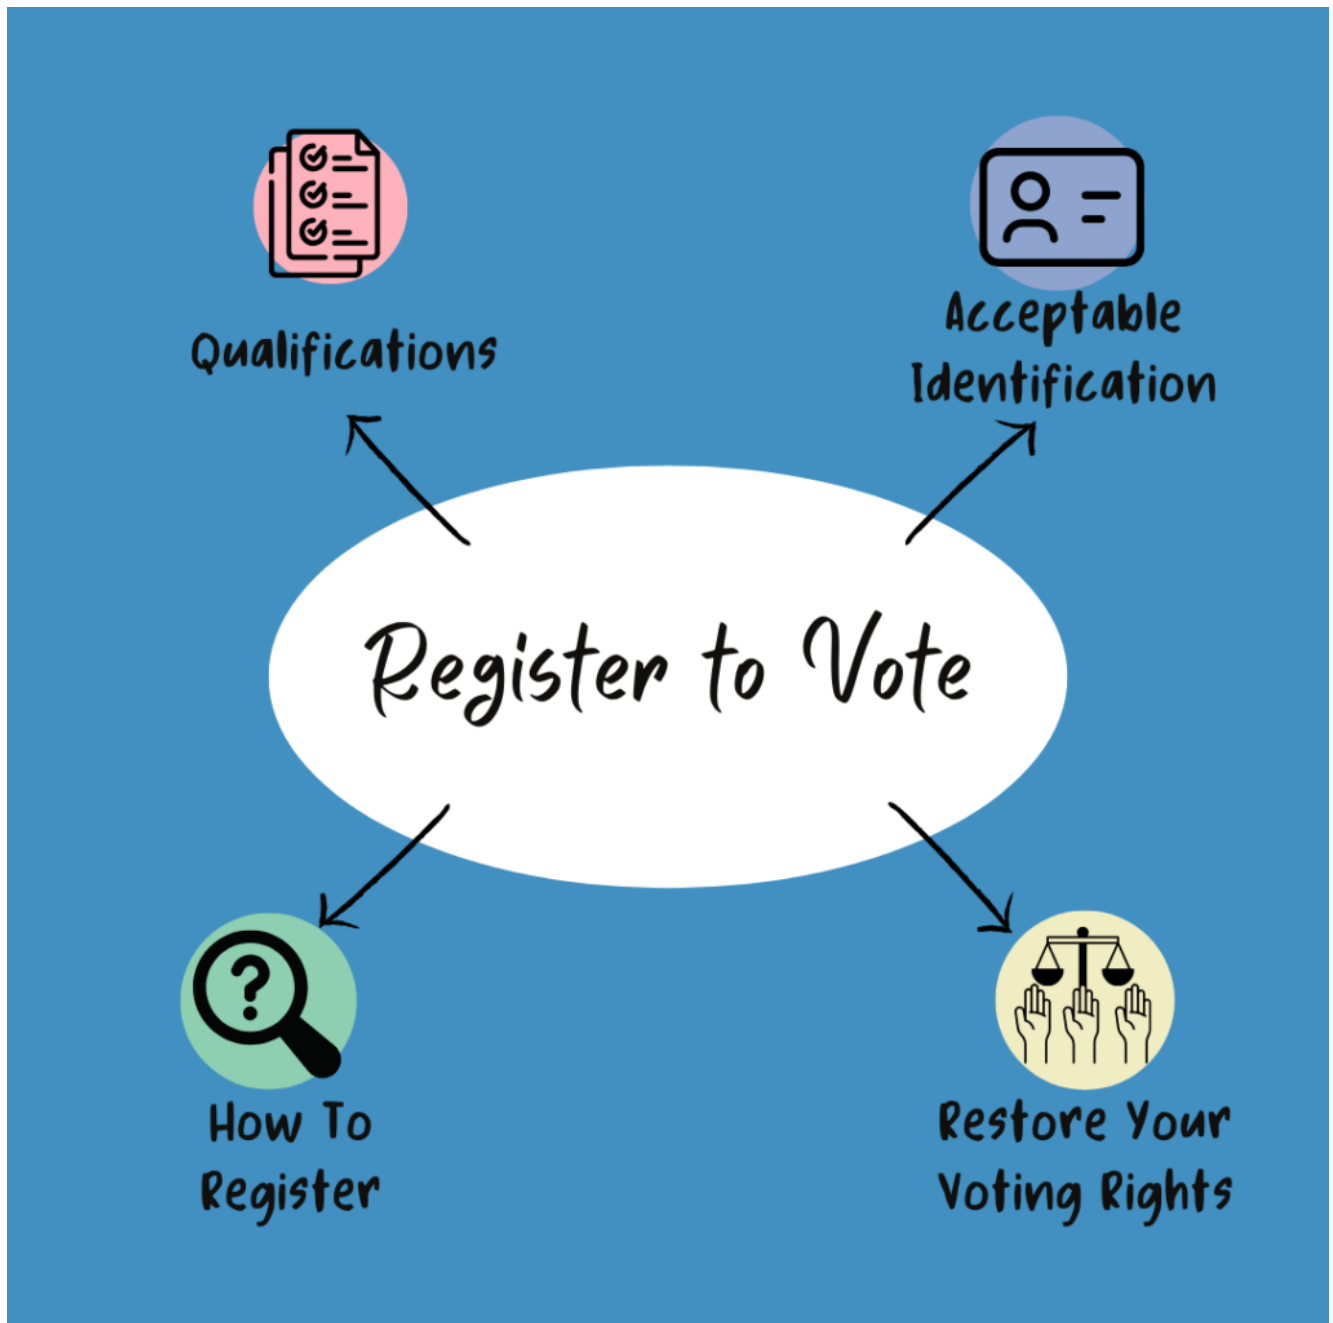 Qualifications
Acceptable
Identification
Register to Vote
How To
Register
Restore Your
Voting Rights